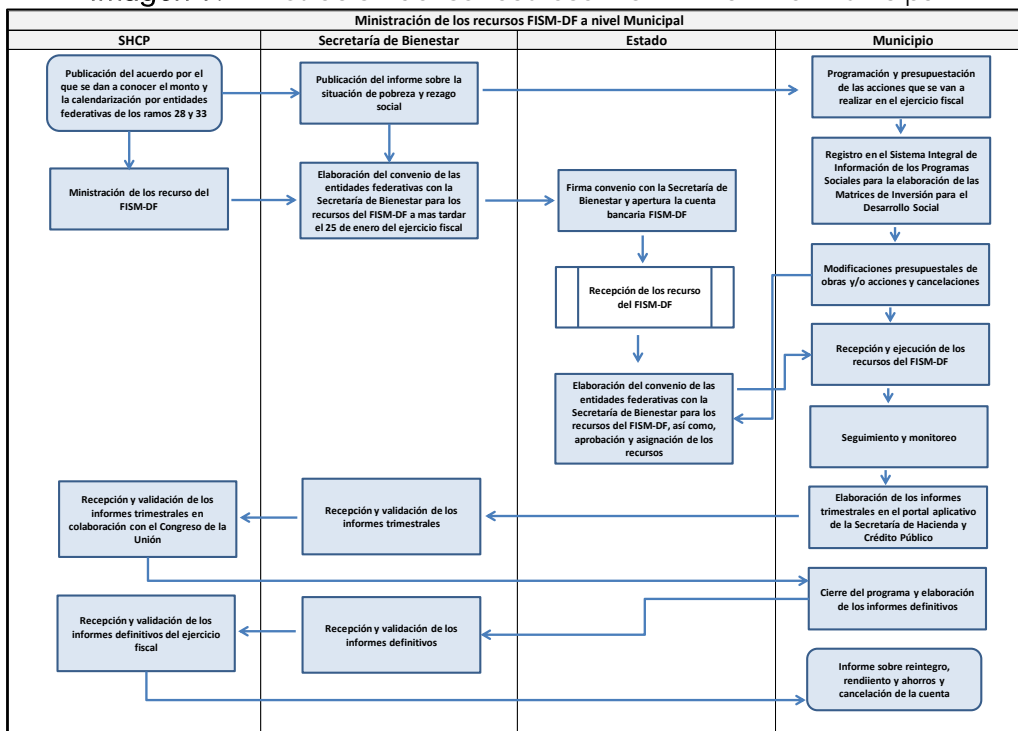 Ministración de los recursos FISM-DF a nivel Municipal
SHCP
Secretaría de Bienestar
Estado
Municipio
Publicación del acuerdo por el
que se dan a conocer el monto y
la calendarización por entidades
federativas de los ramos 28 y 33
Publicación del informe sobre la
situación de pobreza y rezago
social
Programación y presupuestación
de las acciones que se van a
realizar en el ejercicio fiscal
Ministración de los recurso del
FISM-DF
Elaboración del convenio de las
entidades federativas con la
Secretaría de Bienestar para los
recursos del FISM-DF a mas tardar
el 25 de enero del ejercicio fiscal
Firma convenio con la Secretaría de
Bienestar y apertura la cuenta
bancaria FISM-DF
Registro en el Sistema Integral de
Información de los Programas
Sociales para la elaboración de las
Matrices de Inversión para el
Desarrollo Social
Recepción de los recurso
del FISM-DF
Modificaciones presupuestales de
obras y/o acciones y cancelaciones
Recepción y ejecución de los
recursos del FISM-DF
Elaboración del convenio de las
entidades federativas con la
Secretaría de Bienestar para los
recursos del FISM-DF, así como,
aprobación y asignación de los
recursos
Seguimiento y monitoreo
Recepción y validación de los
informes trimestrales en
colaboración con el Congreso de la
Unión
Recepción y validación de los
informes trimestrales
Elaboración de los informes
trimestrales en el portal aplicativo
de la Secretaría de Hacienda y
Crédito Público
Cierre del programa y elaboración
de los informes definitivos
Recepción y validación de los
informes definitivos del ejercicio
fiscal
Recepción y validación de los
informes definitivos
Informe sobre reintegro,
rendiiento y ahorros y
cancelación de la cuenta